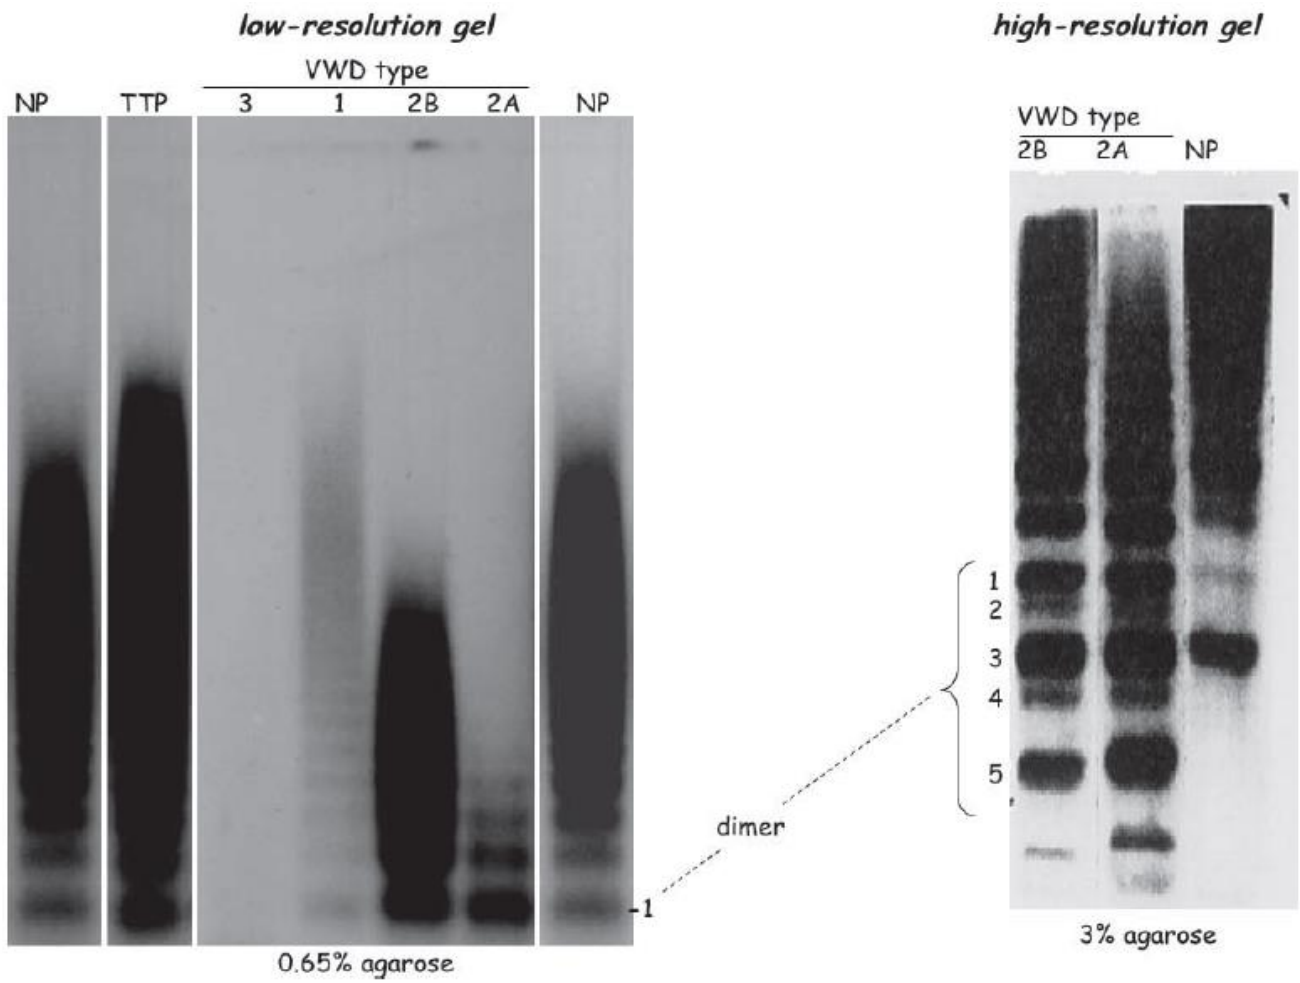 low-resolution gel
VWD type
NP TTP 3 1 2B 2A NP
-1
0.65% agarose
dimer
high-resolution gel
VWD type
2B 2A NP
1
2
3
4
5
3% agarose